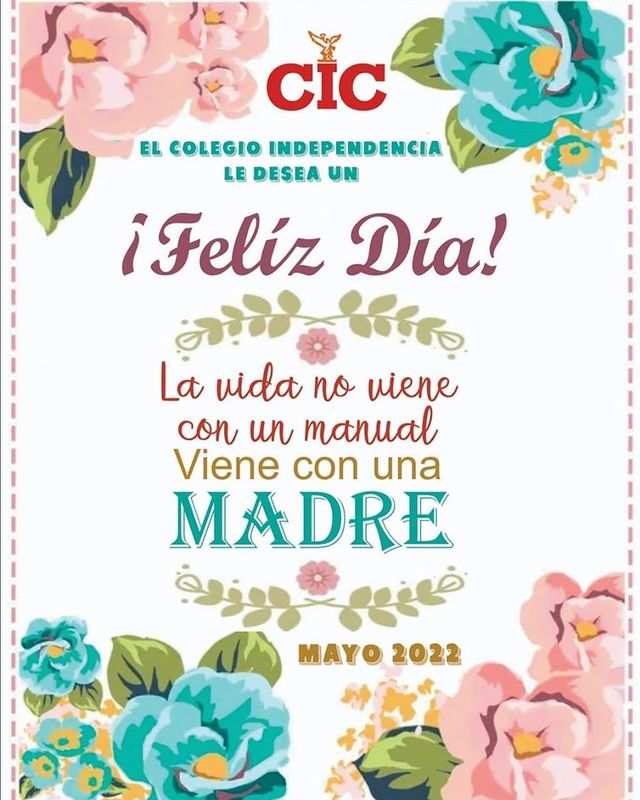 CIC
EL COLEGIO INDEPENDENCIA
LE DESEA UN
¡Felíz Día!
La vida no viene
con un manual
Viene con una
MADRE
MAYO 2022